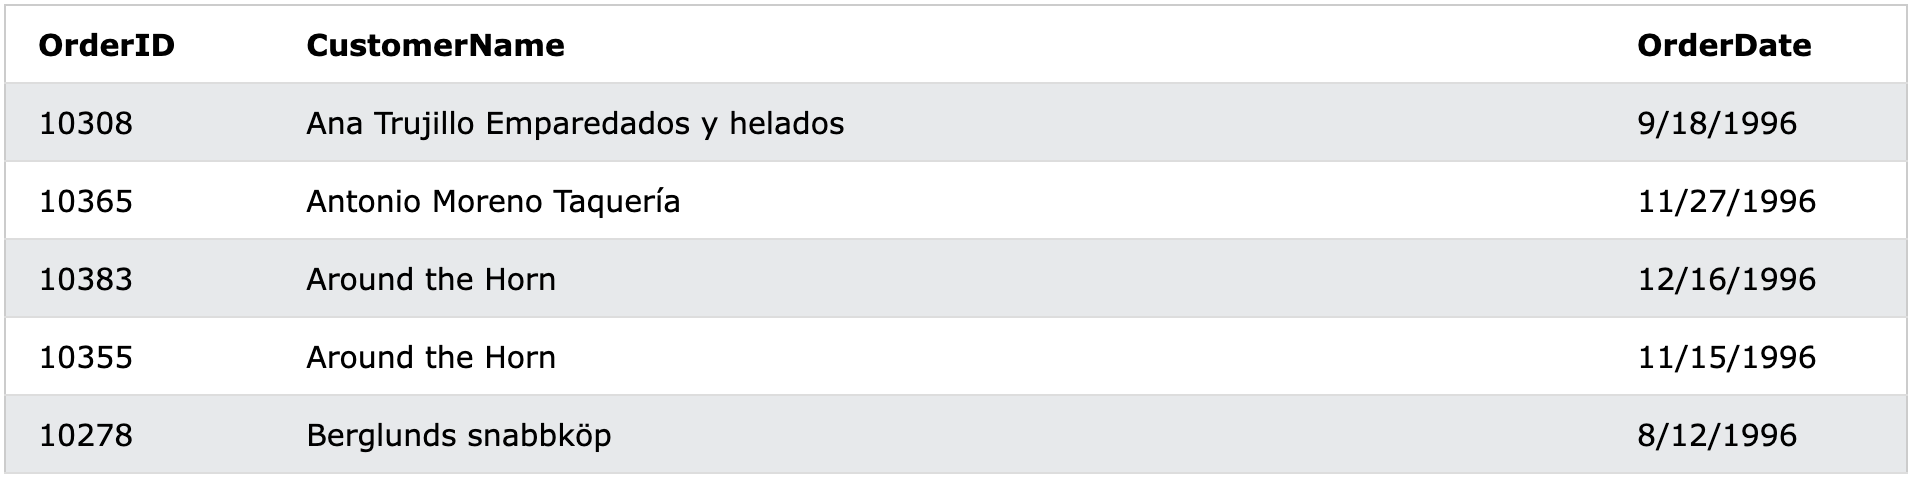 OrderID CustomerName OrderDate
10308 Ana Trujillo Emparedados y helados 9/18/1996
10365 Antonio Moreno Taquería 11/27/1996
10383 Around the Horn 12/16/1996
10355 Around the Horn 11/15/1996
10278 Berglunds snabbköp 8/12/1996